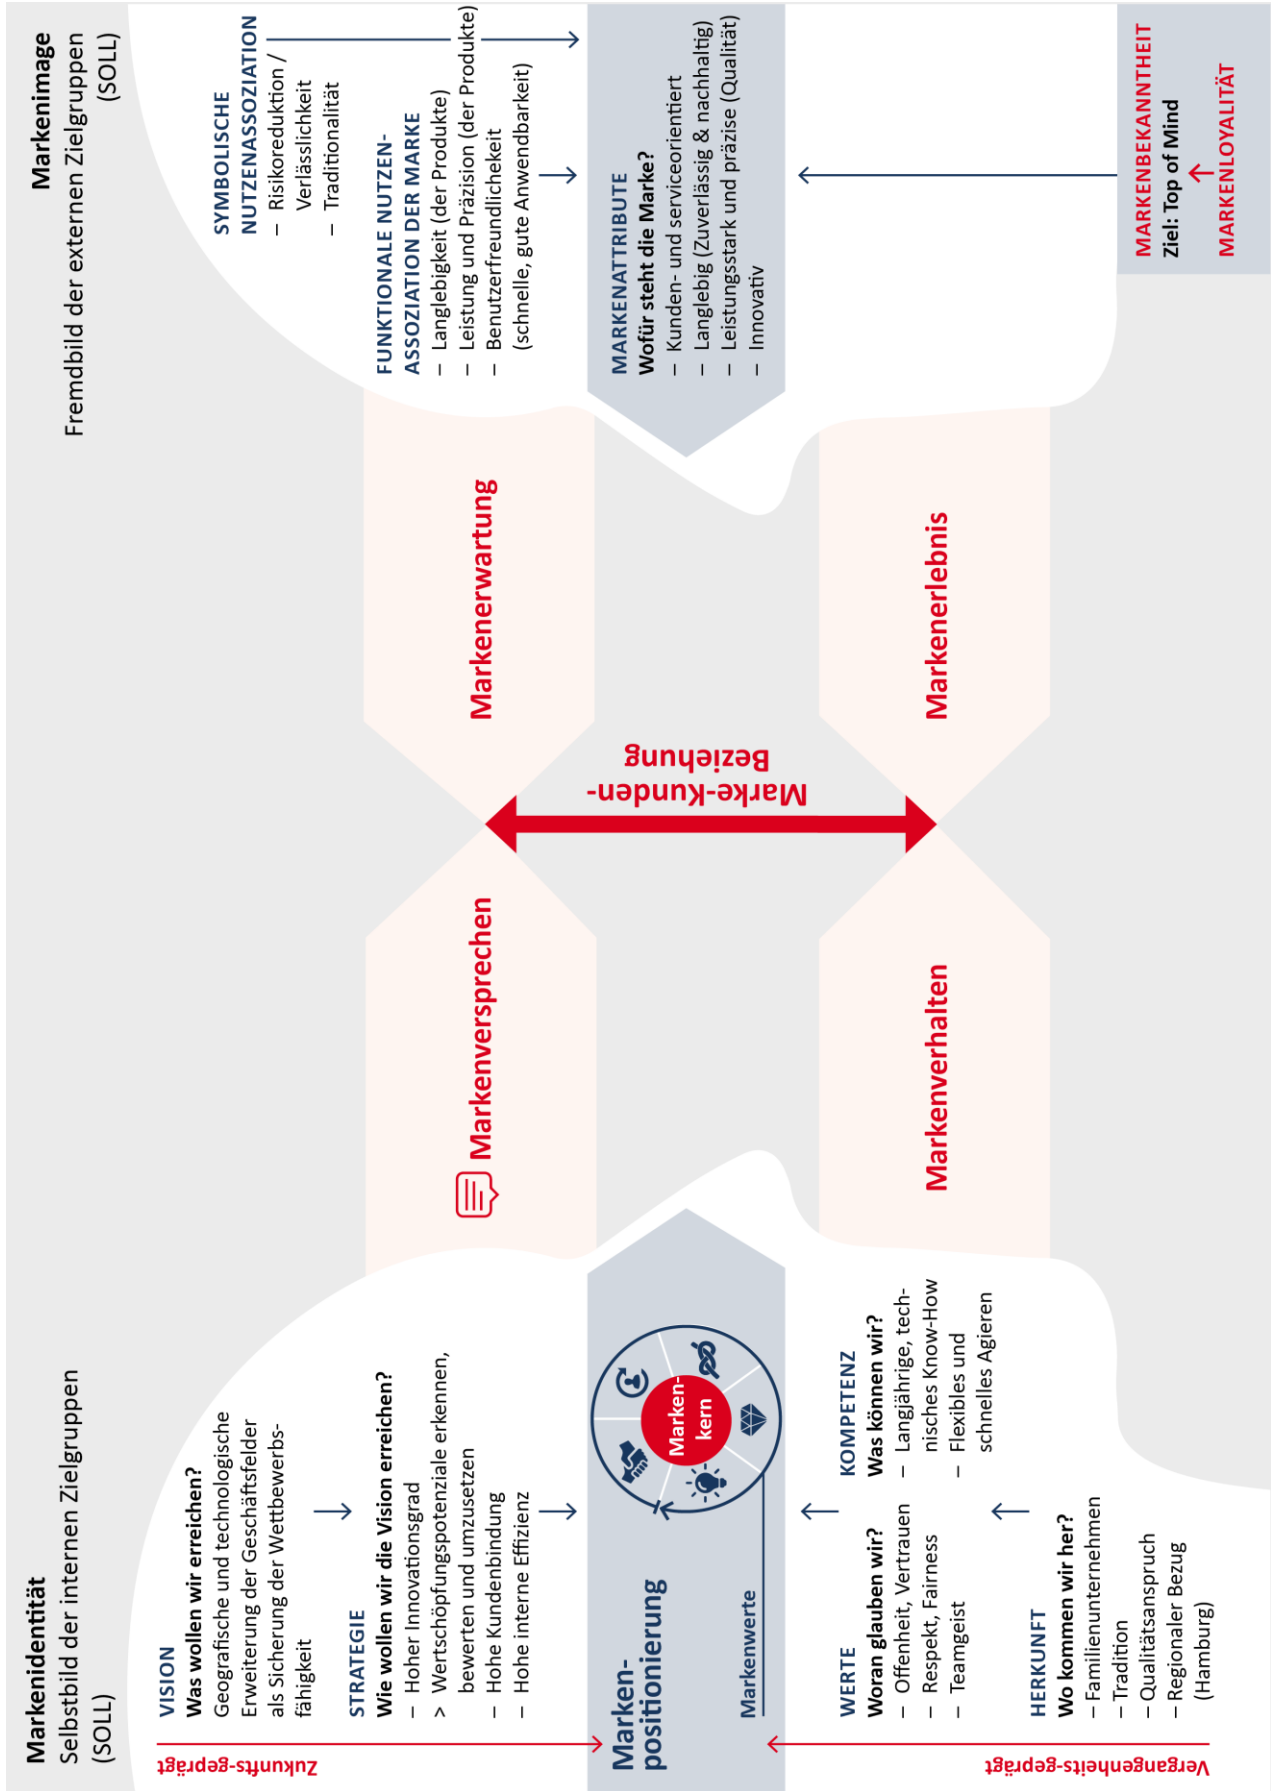 Markenidentität
Selbstbild der internen Zielgruppen
(SOLL)
Zukunfts-geprägt
VISION
Was wollen wir erreichen?
Geografische und technologische
Erweiterung der Geschäftsfelder
als Sicherung der Wettbewerbs-
fähigkeit
STRATEGIE
Wie wollen wir die Vision erreichen?
– Hoher Innovationsgrad
> Wertschöpfungspotenziale erkennen,
bewerten und umzusetzen
– Hohe Kundenbindung
– Hohe interne Effizienz
Marken-
positionierung
Marken-
kern
Markenwerte
WERTE
Woran glauben wir?
– Offenheit, Vertrauen
– Respekt, Fairness
– Teamgeist
KOMPETENZ
Was können wir?
– Langjährige, tech-
nisches Know-How
– Flexibles und
schnelles Agieren
HERKUNFT
Wo kommen wir her?
– Familienunternehmen
– Tradition
– Qualitätsanspruch
– Regionaler Bezug
(Hamburg)
Vergangenheits-geprägt
Markenversprechen
Markenverhalten
Marke-Kunden-
Beziehung
Markenerwartung
Markenerlebnis
Markenimage
Fremdbild der externen Zielgruppen
(SOLL)
SYMBOLISCHE
NUTZENASSOZIATION
– Risikoreduktion /
Verlässlichkeit
– Traditionalität
FUNKTIONALE NUTZEN-
ASSOZIATION DER MARKE
– Langlebigkeit (der Produkte)
– Leistung und Präzision (der Produkte)
– Benutzerfreundlichekeit
(schnelle, gute Anwendbarkeit)
MARKENATTRIBUTE
Wofür steht die Marke?
– Kunden- und serviceorientiert
– Langlebig (Zuverlässig & nachhaltig)
– Leistungsstark und präzise (Qualität)
– Innovativ
MARKENBEKANNTHEIT
Ziel: Top of Mind
MARKENLOYALITÄT